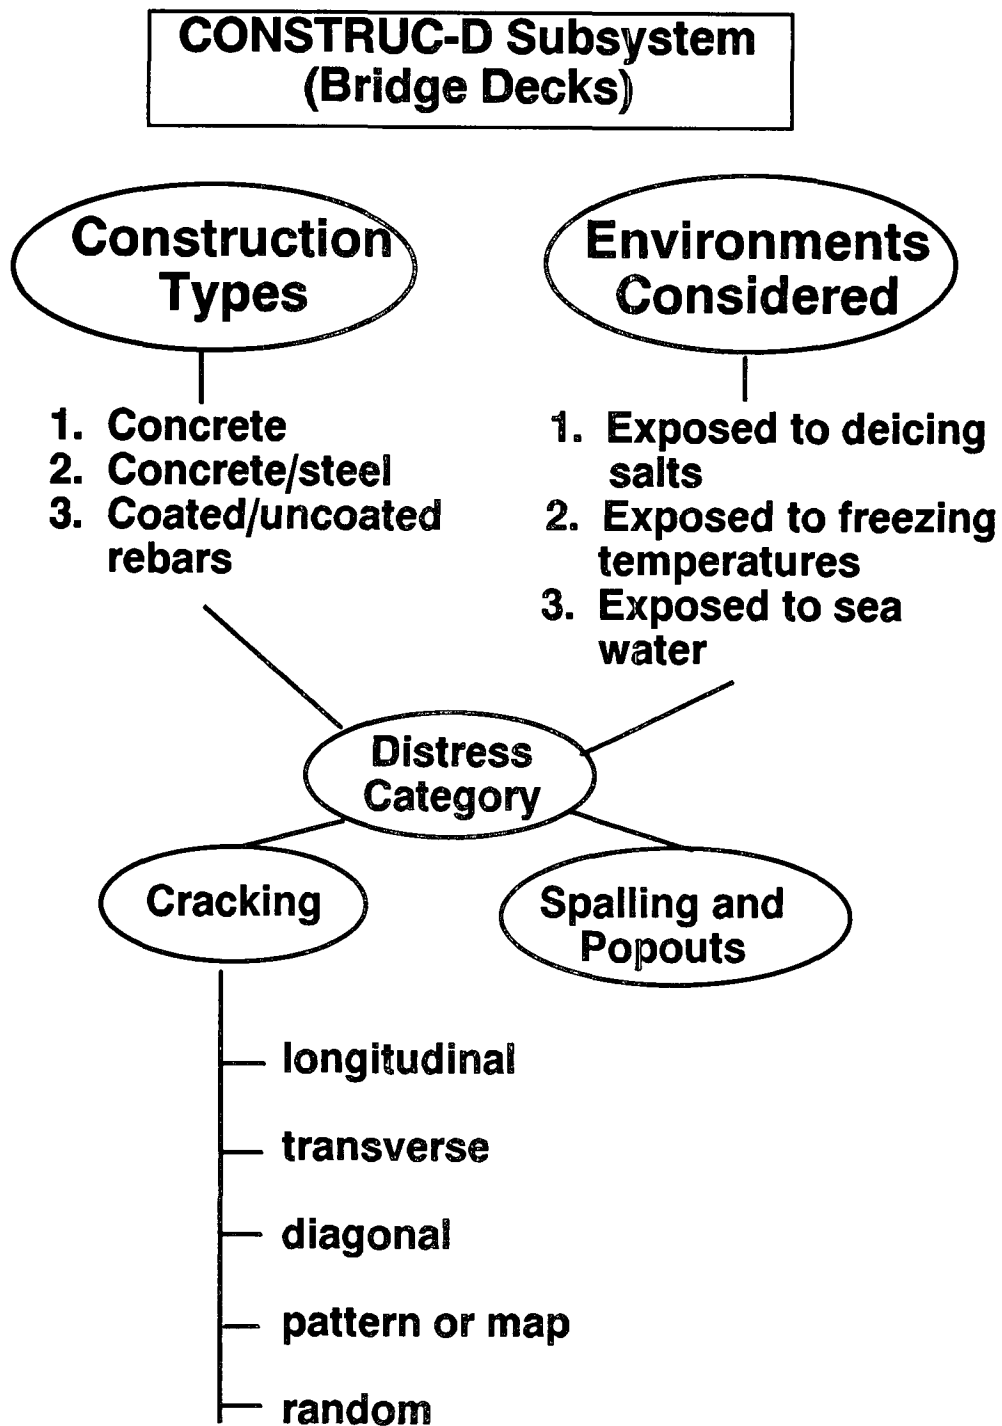 CONSTRUC-D Subsystem
(Bridge Decks)
Construction
Types
1. Concrete
2. Concrete/steel
3. Coated/uncoated
rebars
Environments
Considered
1. Exposed to deicing
salts
2. Exposed to freezing
temperatures
3. Exposed to sea
water
Distress
Category
Cracking
Spalling and
Popouts
longitudinal
transverse
diagonal
pattern or map
random